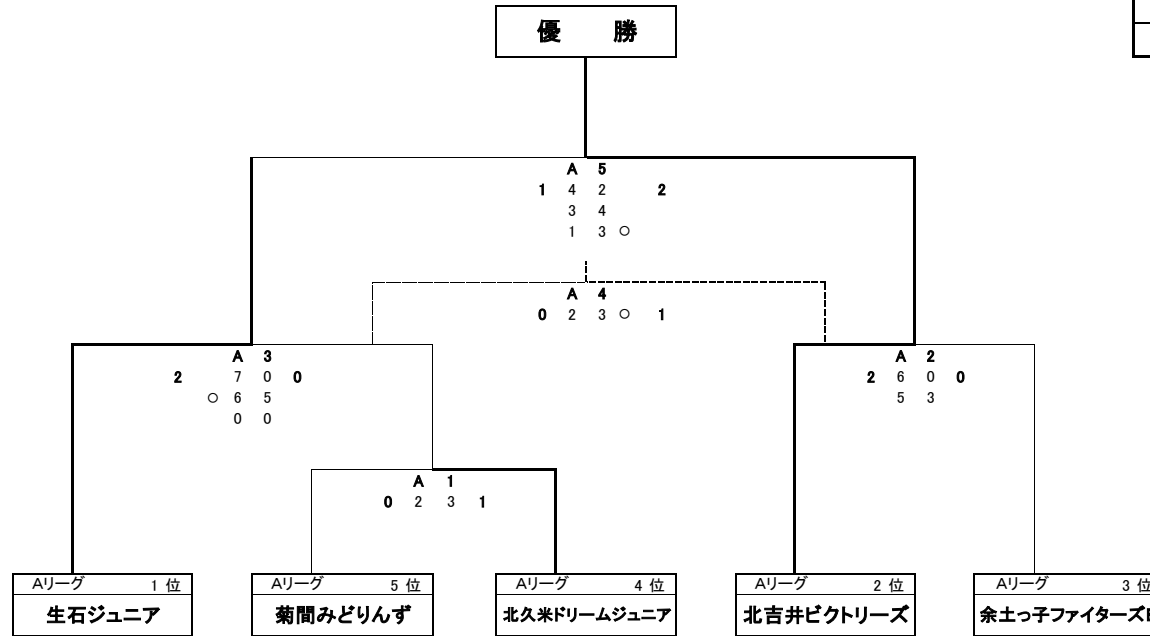 優　勝
A 5
1 4 2 2
3 4
1 3 ○
A 4
0 2 3 ○ 1
A 3
2 7 0 0
○ 6 5
0 0
A 2
2 6 0 0
5 3
A 1
0 2 3 1
Aリーグ 1 位
生石ジュニア
Aリーグ 5 位
菊間みどりんず
Aリーグ 4 位
北久米ドリームジュニア
Aリーグ 2 位
北吉井ビクトリーズ
Aリーグ 3 位
余土っ子ファイターズ